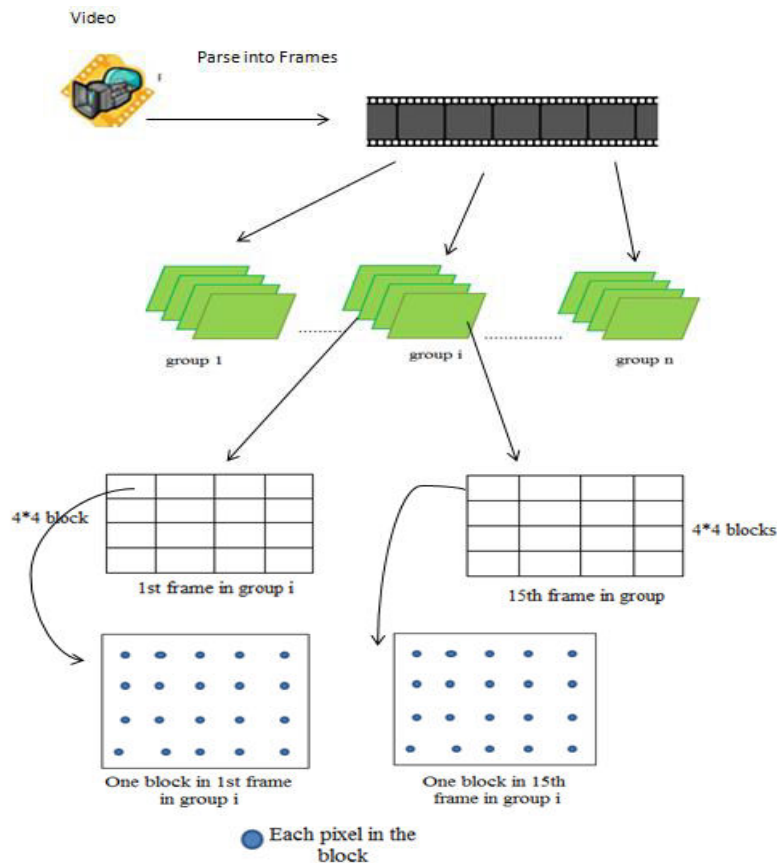 Video
Parse into Frames
group 1
group i
group n
4*4 block
4*4 blocks
1st frame in group i
15th frame in group
One block in 1st frame
in group i
One block in 15th
frame in group i
Each pixel in the
block